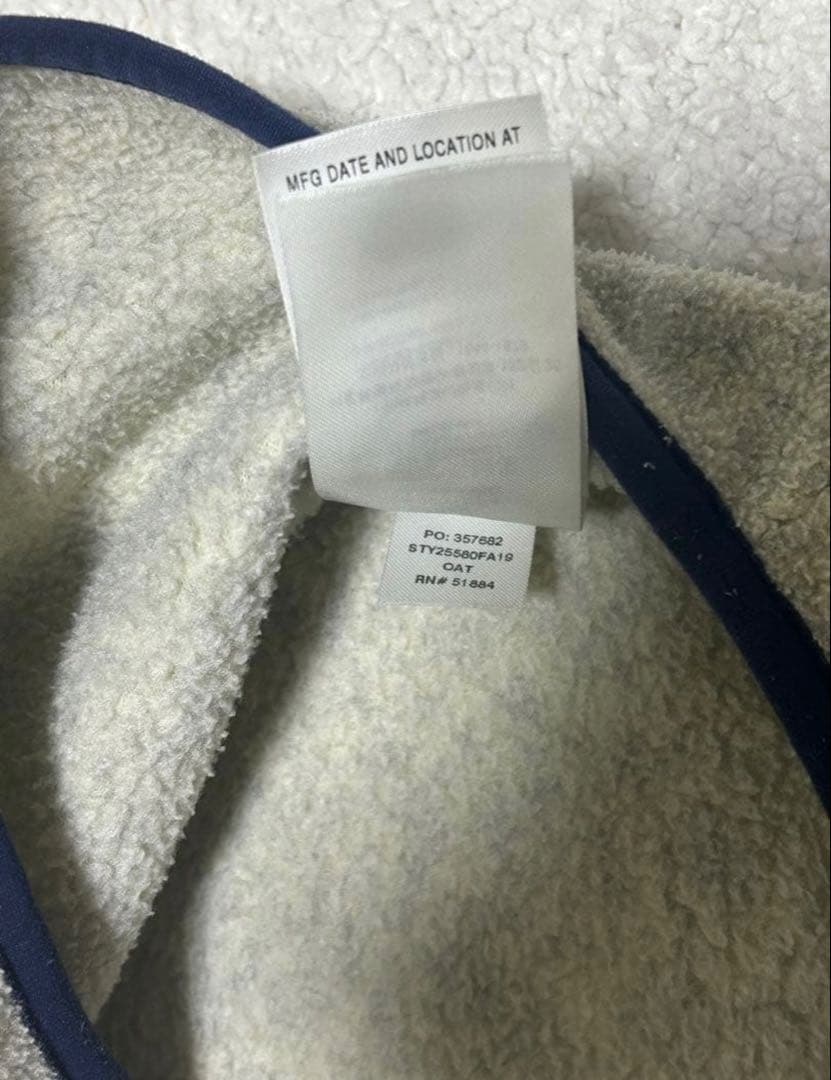 MFG DATE AND LOCATION AT
PO: 357682
STY25580FA19
OAT
RN# 51884